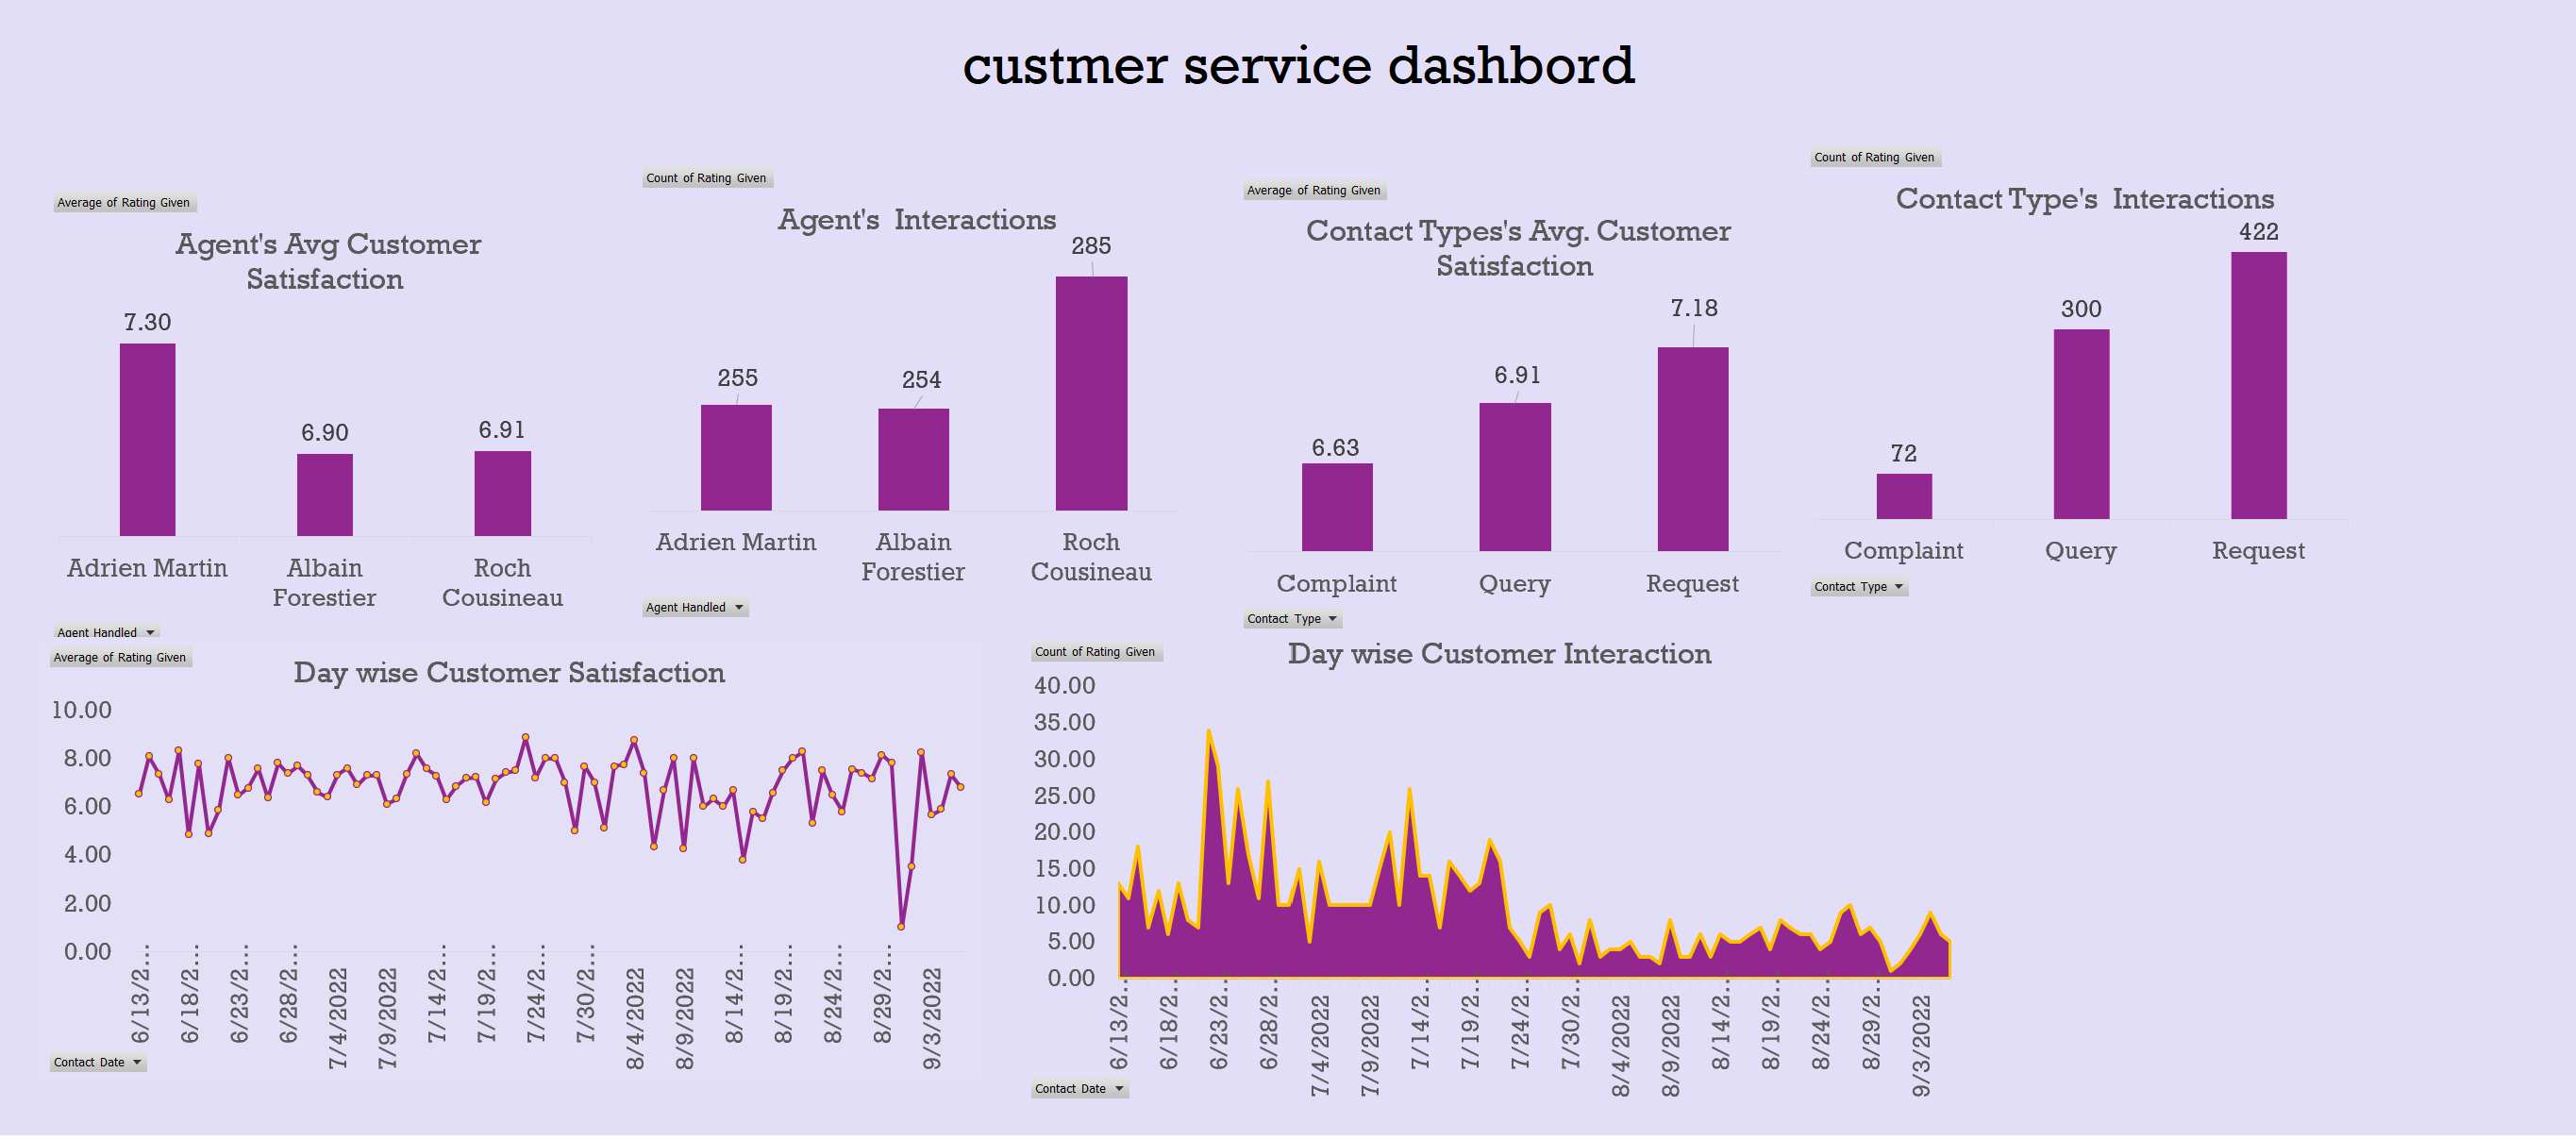 custmer service dashbord
Average of Rating Given
Agent's Avg Customer
Satisfaction
7.30
6.90
6.91
Adrien Martin
Albain
Forestier
Roch
Cousineau
Agent Handled
Count of Rating Given
Agent's  Interactions
255
254
285
Adrien Martin
Albain
Forestier
Roch
Cousineau
Agent Handled
Average of Rating Given
Contact Types's Avg. Customer
Satisfaction
6.63
6.91
7.18
Complaint
Query
Request
Contact Type
Count of Rating Given
Contact Type's  Interactions
72
300
422
Complaint
Query
Request
Contact Type
Average of Rating Given
Day wise Customer Satisfaction
10.00
8.00
6.00
4.00
2.00
0.00
6/13/2...
6/18/2...
6/23/2...
6/28/2...
7/4/2022
7/9/2022
7/14/2...
7/19/2...
7/24/2...
7/30/2...
8/4/2022
8/9/2022
8/14/2...
8/19/2...
8/24/2...
8/29/2...
9/3/2022
Contact Date
Count of Rating Given
Day wise Customer Interaction
40.00
35.00
30.00
25.00
20.00
15.00
10.00
5.00
0.00
6/13/2...
6/18/2...
6/23/2...
6/28/2...
7/4/2022
7/9/2022
7/14/2...
7/19/2...
7/24/2...
7/30/2...
8/4/2022
8/9/2022
8/14/2...
8/19/2...
8/24/2...
8/29/2...
9/3/2022
Contact Date